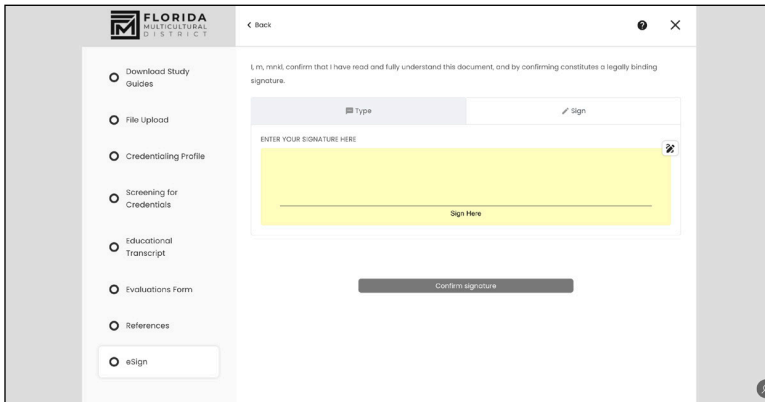 FLORIDA
MULTICULTURAL
DISTRICT
Back
Download Study
Guides
File Upload
Credentialing Profile
Screening for
Credentials
Educational
Transcript
Evaluations Form
References
eSign
I, m, mnkl, confirm that I have read and fully understand this document, and by confirming constitutes a legally binding
signature.
Type
Sign
ENTER YOUR SIGNATURE HERE
Sign Here
Confirm signature